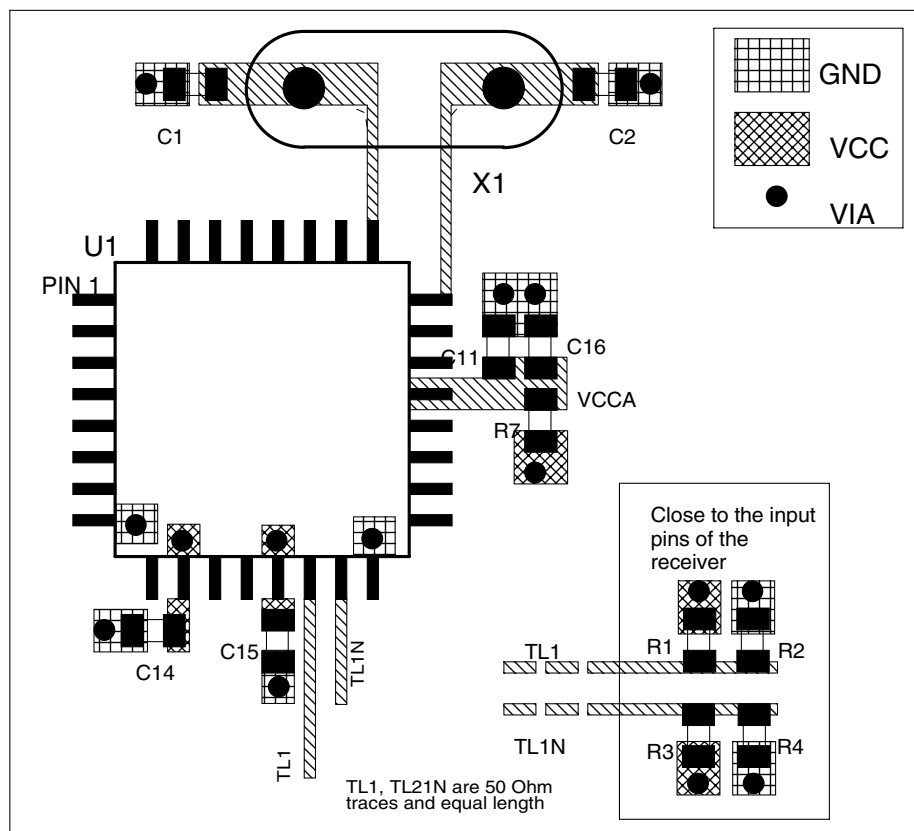 C1
C2
X1
GND
VCC
VIA
U1
PIN 1
C11
C16
VCCA
R7
Close to the input
pins of the
receiver
C14
C15
TL1
TL1N
TL1
TL1N
R1
R2
R3
R4
TL1, TL21N are 50 Ohm
traces and equal length